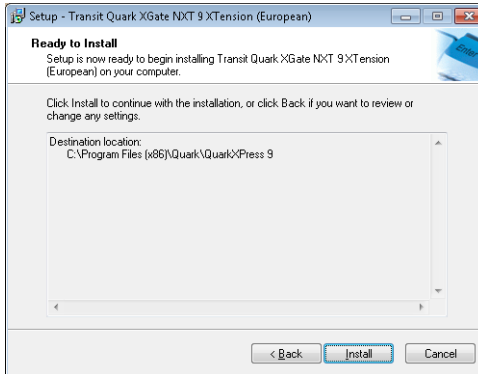 Setup - Transit Quark XGate NXT 9 XTension (European)
Ready to Install
Setup is now ready to begin installing Transit Quark XGate NXT 9 XTension
(European) on your computer.
Enter
Click Install to continue with the installation, or click Back if you want to review or
change any settings.
Destination location:
C:\Program Files (x86)\Quark\QuarkXPress 9
< Back
Install
Cancel